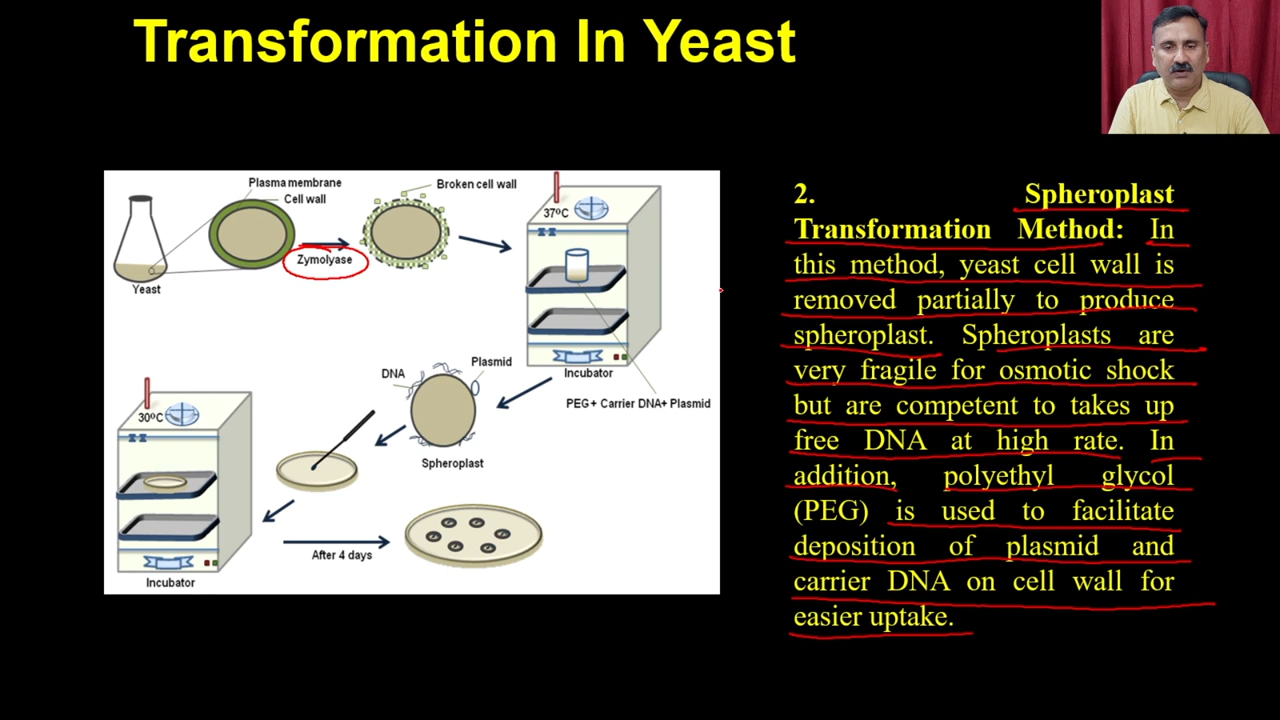 Transformation In Yeast
Plasma membrane
Cell wall
Broken cell wall
Zymolyase
Yeast
37ºC
Incubator
PEG+ Carrier DNA+ Plasmid
DNA
Plasmid
Spheroplast
30ºC
Incubator
After 4 days
2. Spheroplast
Transformation Method: In
this method, yeast cell wall is
removed partially to produce
spheroplast. Spheroplasts are
very fragile for osmotic shock
but are competent to takes up
free DNA at high rate. In
addition, polyethyl glycol
(PEG) is used to facilitate
deposition of plasmid and
carrier DNA on cell wall for
easier uptake.